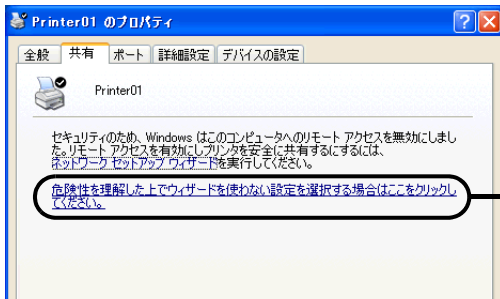 Printer01 のプロパティ
全般 共有 ポート 詳細設定 デバイスの設定
Printer01
セキュリティのため、Windows はこのコンピュータへのリモート アクセスを無効にしまし
た。リモート アクセスを有効にしプリンタを安全に共有するにするには、
ネットワーク セットアップ ウィザードを実行してください。
危険性を理解した上でウィザードを使わない設定を選択する場合はここをクリックし
てください。